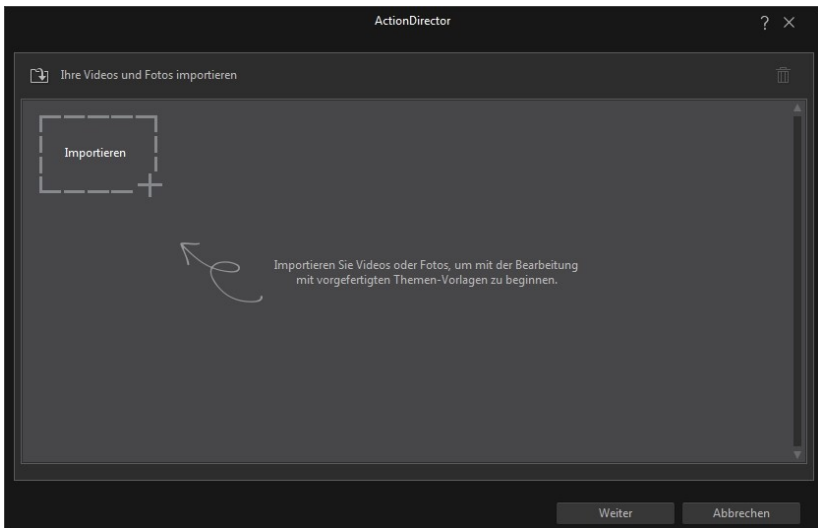 ActionDirector
?
Ihre Videos und Fotos importieren
Importieren
Importieren Sie Videos oder Fotos, um mit der Bearbeitung
mit vorgefertigten Themen-Vorlagen zu beginnen.
Weiter
Abbrechen